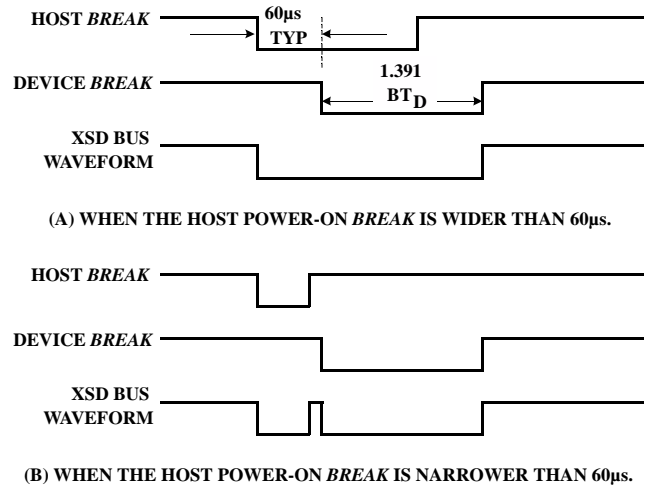 HOST BREAK
60µs
TYP
DEVICE BREAK
1.391
BTD
XSD BUS
WAVEFORM
(A) WHEN THE HOST POWER-ON BREAK IS WIDER THAN 60µs.
HOST BREAK
DEVICE BREAK
XSD BUS
WAVEFORM
(B) WHEN THE HOST POWER-ON BREAK IS NARROWER THAN 60µs.